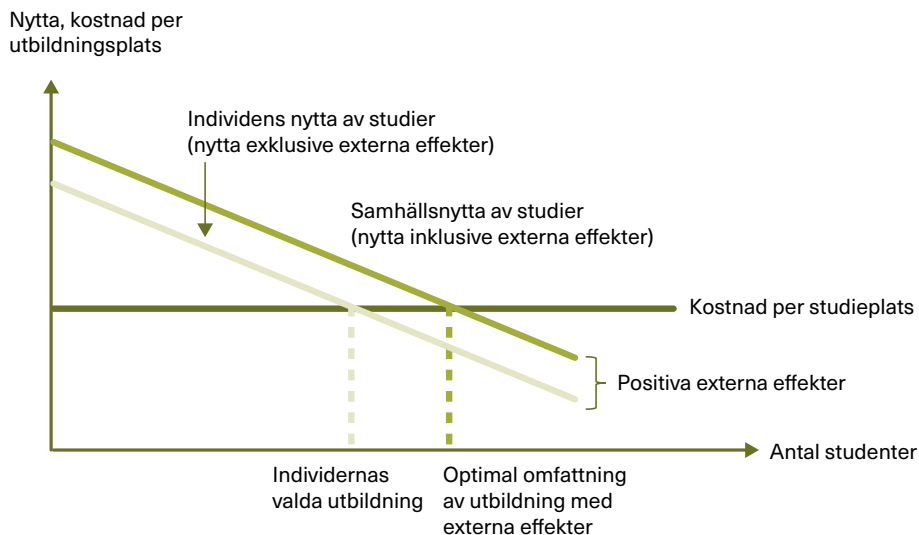 Nytta, kostnad per
utbildningsplats
Individens nytta av studier
(nytta exklusive externa effekter)
Samhällsnytta av studier
(nytta inklusive externa effekter)
Kostnad per studieplats
Positiva externa effekter
Antal studenter
Individernas
valda utbildning
Optimal omfattning
av utbildning med
externa effekter